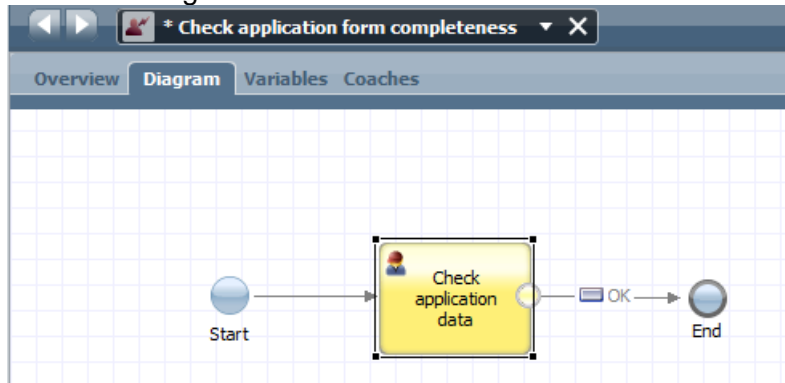 * Check application form completeness
Overview Diagram Variables Coaches
Check
application
data
OK
Start
End